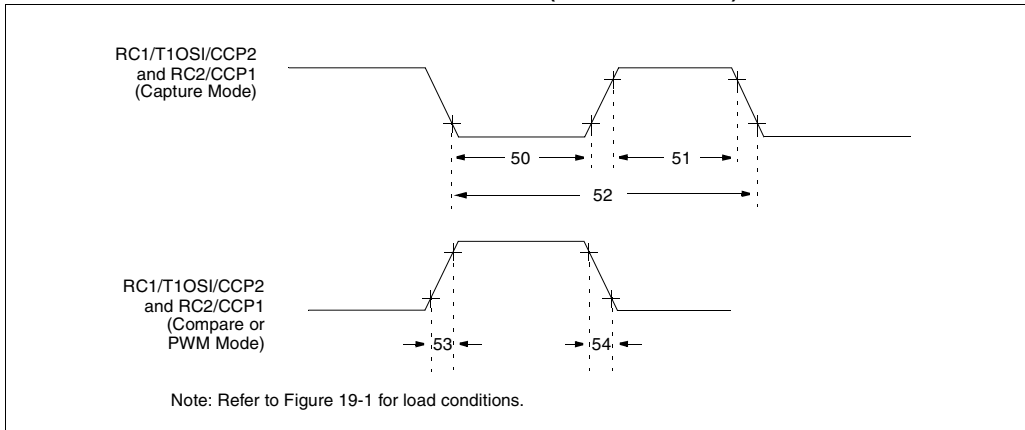 RC1/T1OSI/CCP2
and RC2/CCP1
(Capture Mode)
50
51
52
RC1/T1OSI/CCP2
and RC2/CCP1
(Compare or
PWM Mode)
53
54
Note: Refer to Figure 19-1 for load conditions.